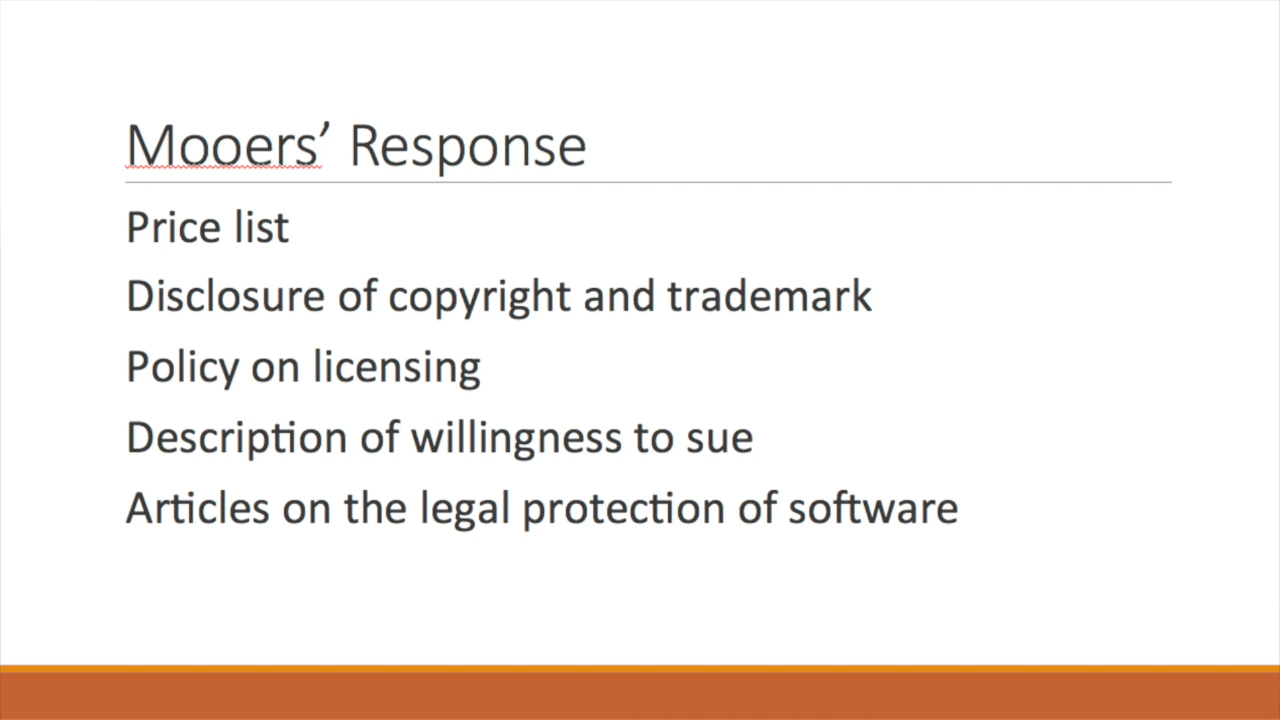 Mooers’ Response
Price list
Disclosure of copyright and trademark
Policy on licensing
Description of willingness to sue
Articles on the legal protection of software